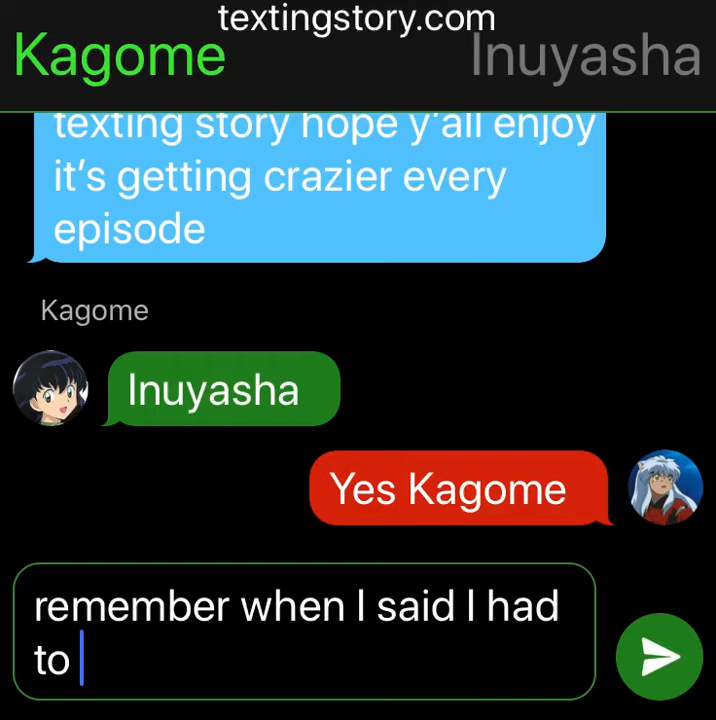 textingstory.com
Kagome
Inuyasha
texting story hope y'all enjoy
it's getting crazier every
episode
Kagome
Inuyasha
Yes Kagome
remember when I said I had
to